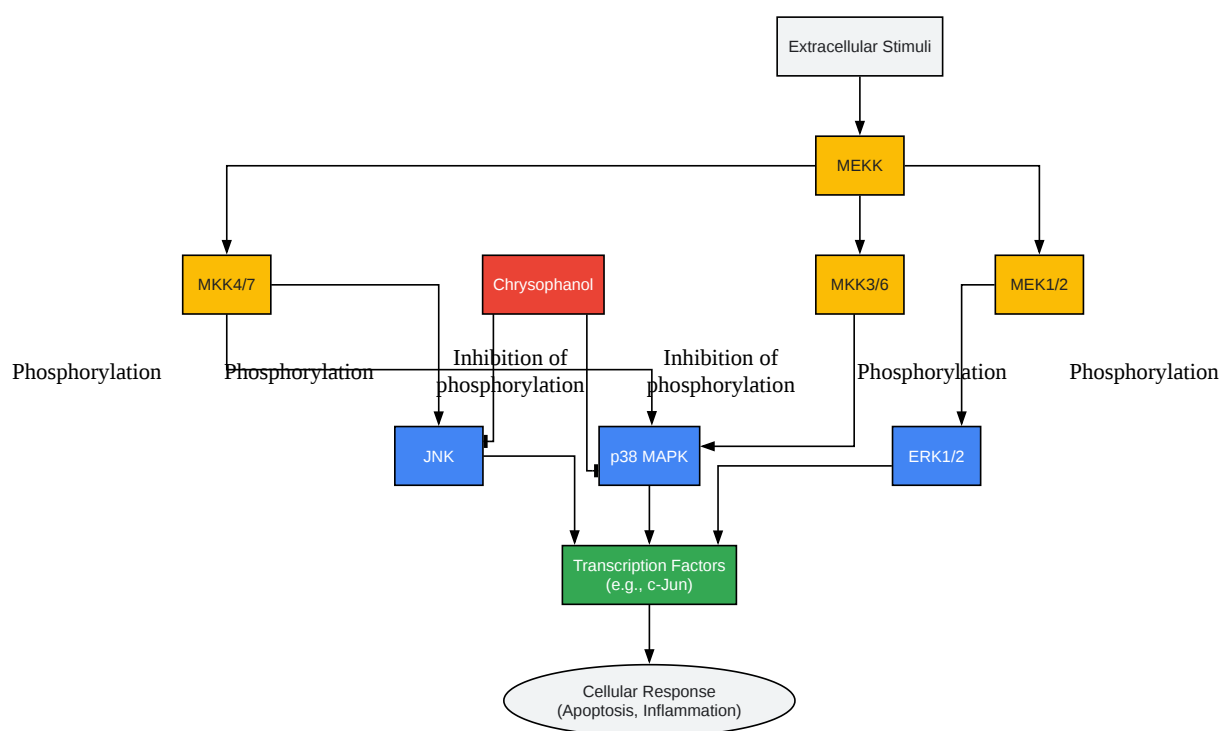 Extracellular Stimuli
MEKK
MKK4/7
Chrysophanol
MKK3/6
MEK1/2
Phosphorylation
Phosphorylation
Inhibition of
phosphorylation
Inhibition of
phosphorylation
Phosphorylation
Phosphorylation
JNK
p38 MAPK
ERK1/2
Transcription Factors
(e.g., c-Jun)
Cellular Response
(Apoptosis, Inflammation)